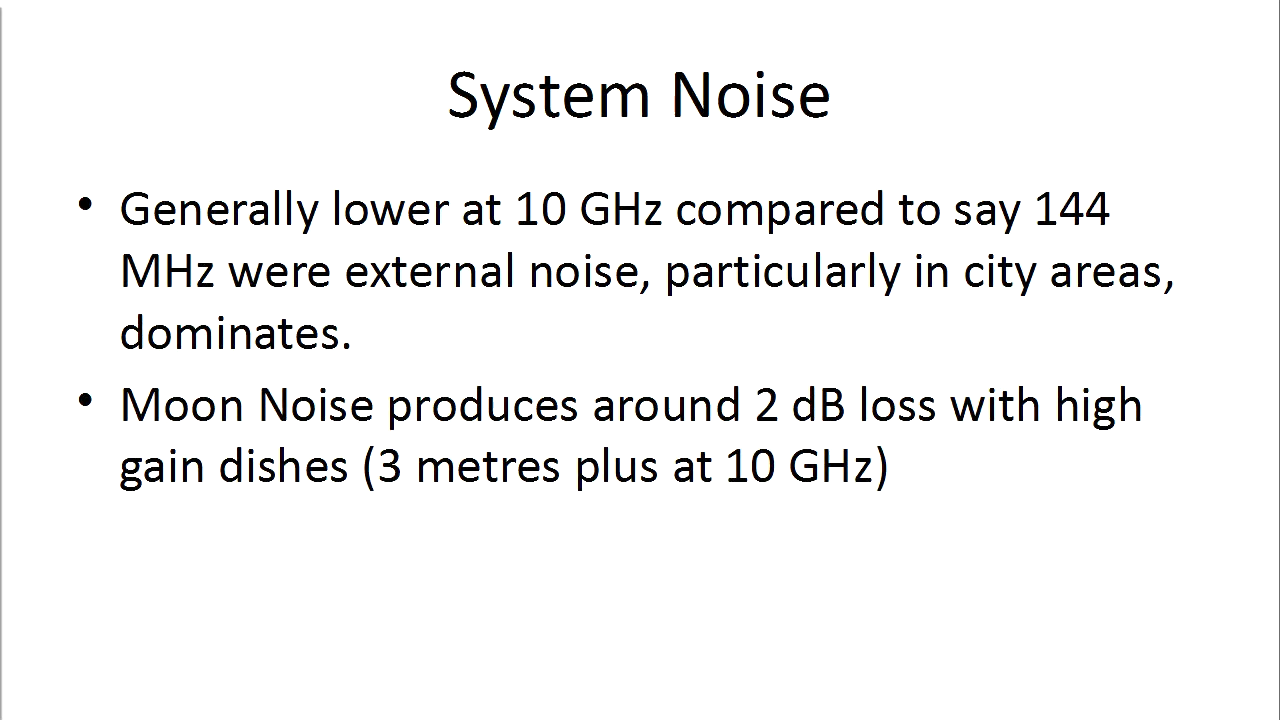 System Noise
• Generally lower at 10 GHz compared to say 144
MHz were external noise, particularly in city areas,
dominates.
• Moon Noise produces around 2 dB loss with high
gain dishes (3 metres plus at 10 GHz)